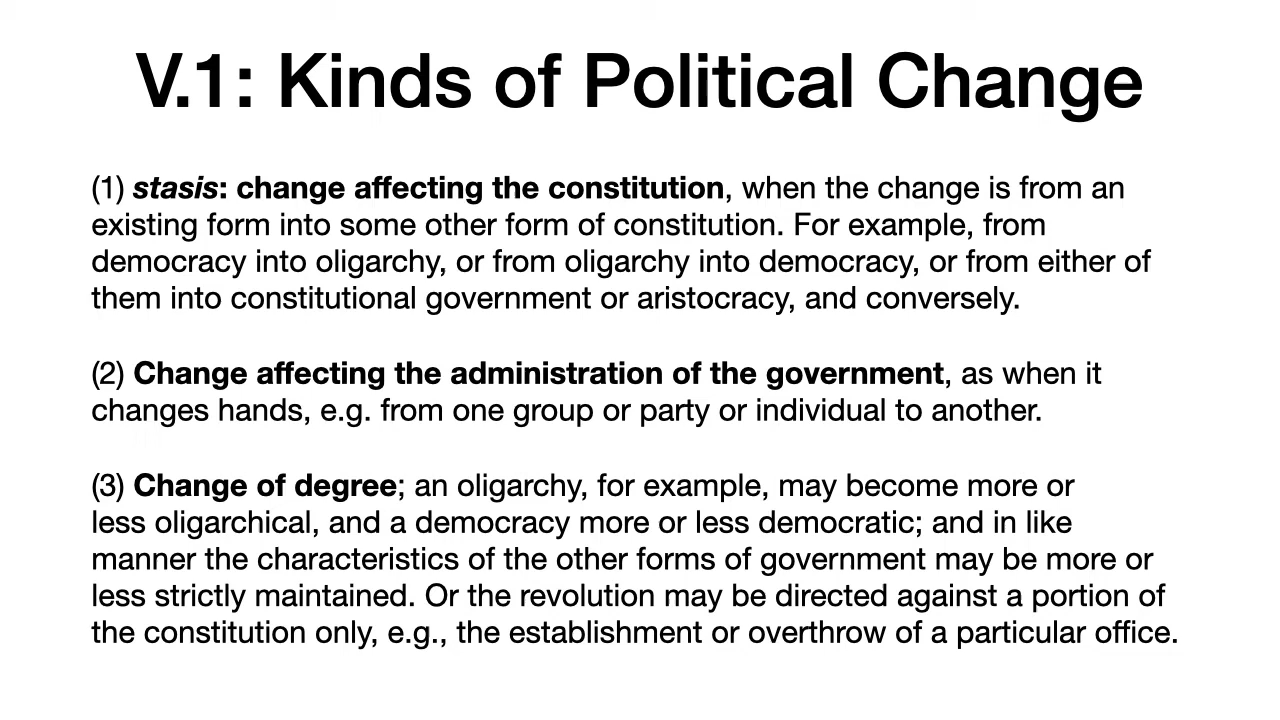 V.1: Kinds of Political Change
(1) stasis: change affecting the constitution, when the change is from an
existing form into some other form of constitution. For example, from
democracy into oligarchy, or from oligarchy into democracy, or from either of
them into constitutional government or aristocracy, and conversely.
(2) Change affecting the administration of the government, as when it
changes hands, e.g. from one group or party or individual to another.
(3) Change of degree; an oligarchy, for example, may become more or
less oligarchical, and a democracy more or less democratic; and in like
manner the characteristics of the other forms of government may be more or
less strictly maintained. Or the revolution may be directed against a portion of
the constitution only, e.g., the establishment or overthrow of a particular office.